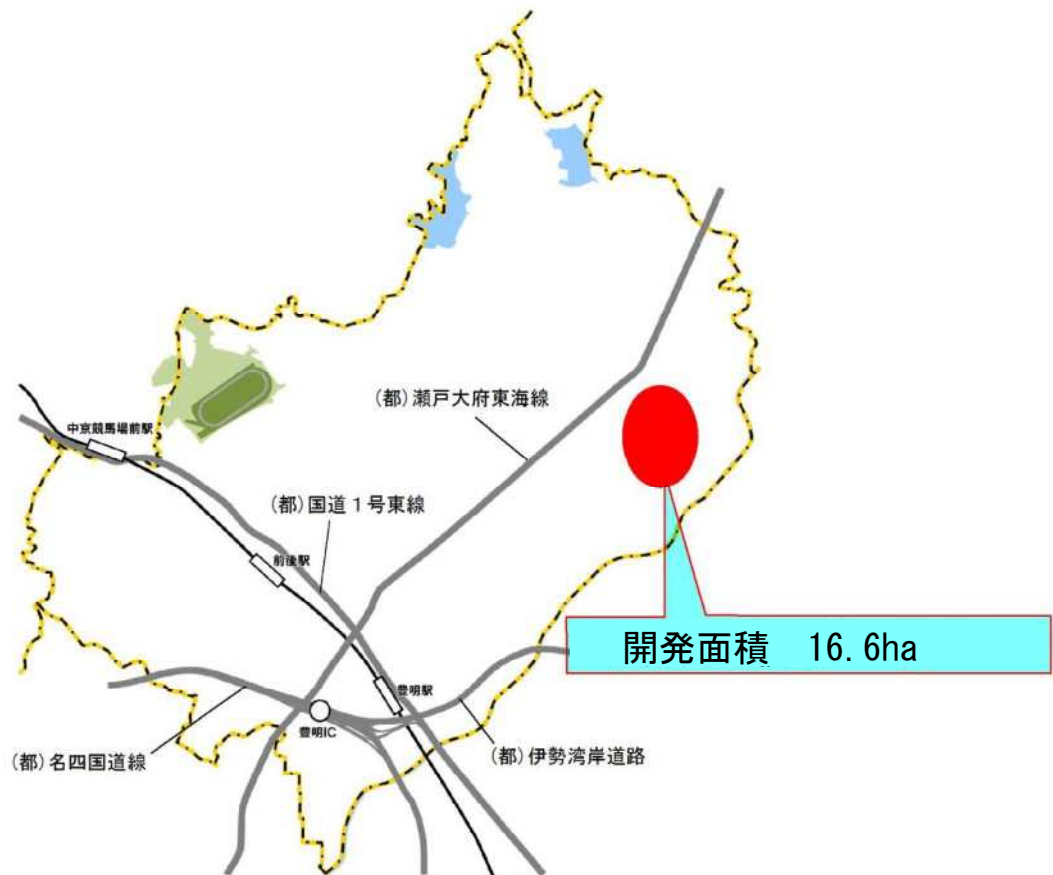 (都)瀬戸大府東海線
中京競馬場前駅
(都)国道1号東線
前後駅
開発面積 16.6ha
豊明駅
豊明IC
(都)名四国道線
(都)伊勢湾岸道路